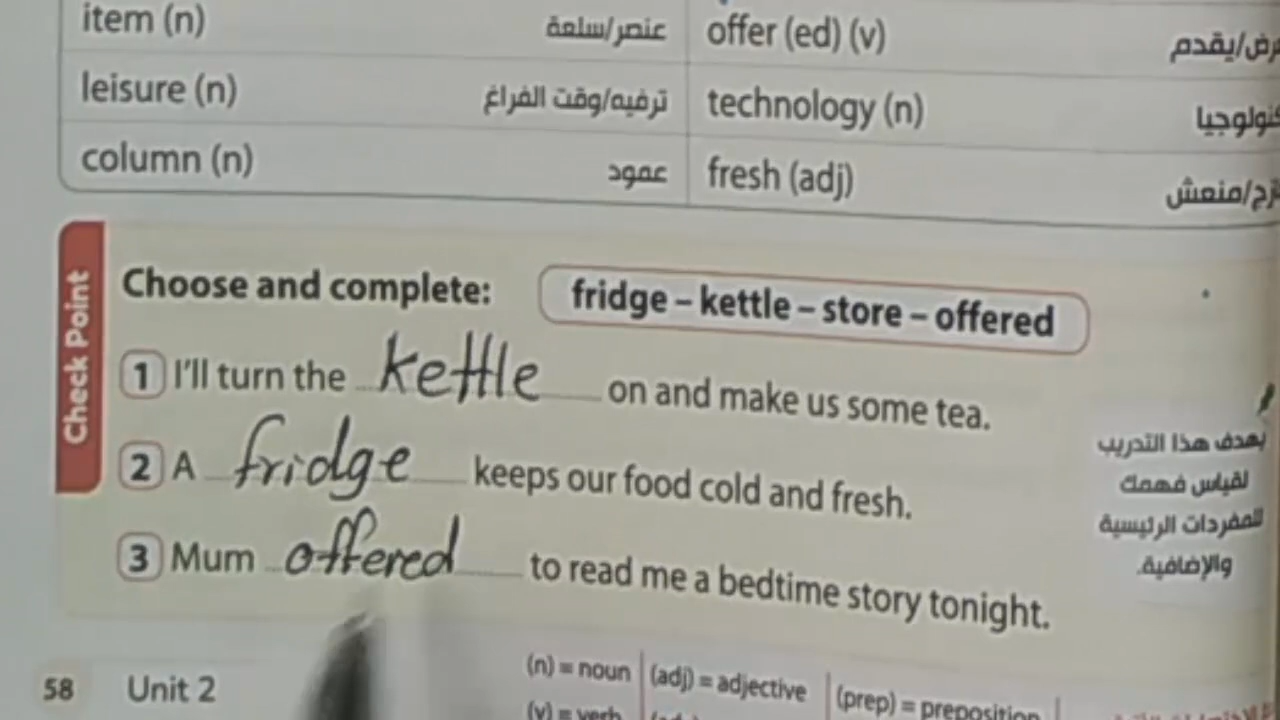 item (n) عنصر/سلعة offer (ed) (v) يقدم
leisure (n) ترفيه/وقت الفراغ technology (n)
column (n) عمود fresh (adj) منعش
Check Point
Choose and complete: fridge – kettle – store – offered
1 I'll turn the kettle on and make us some tea.
2 A fridge keeps our food cold and fresh.
3 Mum offered to read me a bedtime story tonight.
يهدف هذا التدريب
لقياس فهمك
للمفردات الرئيسية
والإضافية.
58 Unit 2
(n) = noun (adj) = adjective (prep) = preposition
(v) = verb